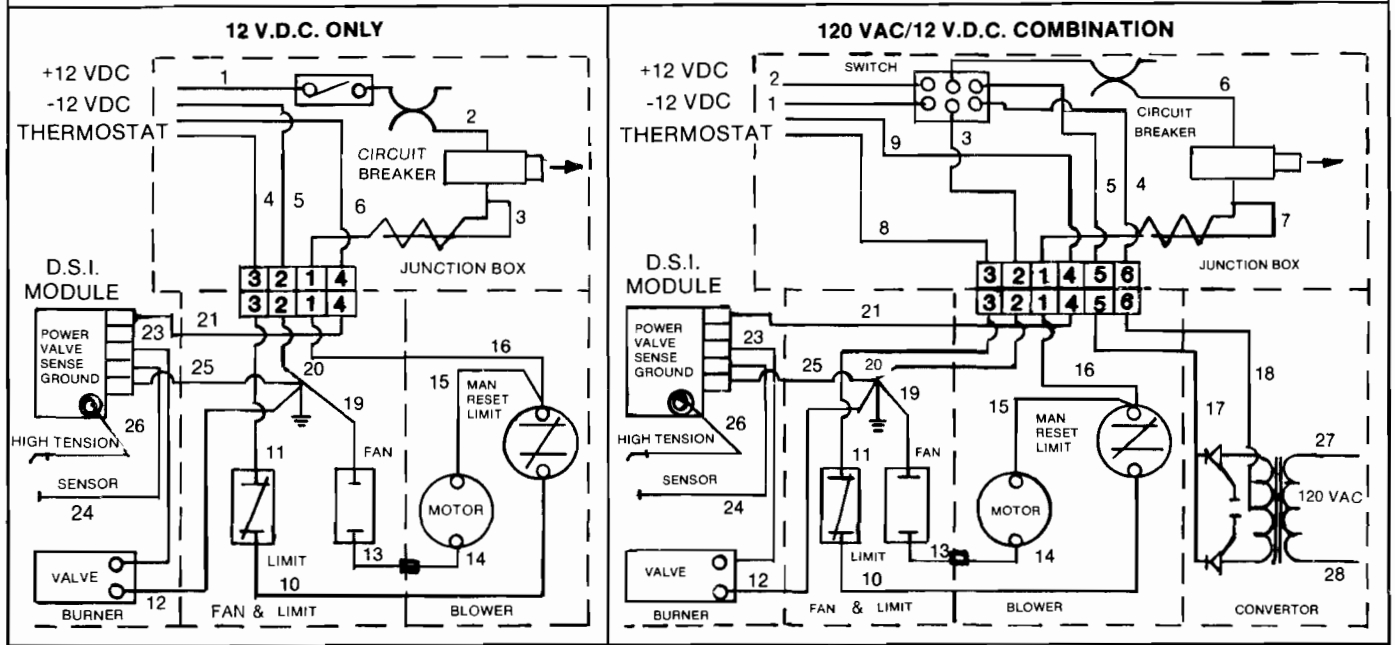 12 V.D.C. ONLY
+12 VDC
1
-12 VDC
THERMOSTAT
2
CIRCUIT
BREAKER
4
5
6
3
JUNCTION BOX
D.S.I.
MODULE
3 2 1 4
3 2 1 4
POWER
VALVE
SENSE
GROUND
23
21
25
20
16
15
MAN
RESET
LIMIT
19
26
HIGH TENSION
11
FAN
SENSOR
24
MOTOR
LIMIT
13
14
10
VALVE
12
BURNER
FAN & LIMIT
BLOWER
120 VAC/12 V.D.C. COMBINATION
+12 VDC
2
SWITCH
6
-12 VDC
1
THERMOSTAT
CIRCUIT
BREAKER
3
9
5
4
8
7
JUNCTION BOX
D.S.I.
MODULE
3 2 1 4 5 6
3 2 1 4 5 6
POWER
VALVE
SENSE
GROUND
21
23
25
20
19
16
18
15
MAN
RESET
LIMIT
17
26
HIGH TENSION
11
FAN
27
SENSOR
24
MOTOR
120 VAC
LIMIT
13
14
10
28
VALVE
12
BURNER
FAN & LIMIT
BLOWER
CONVERTOR